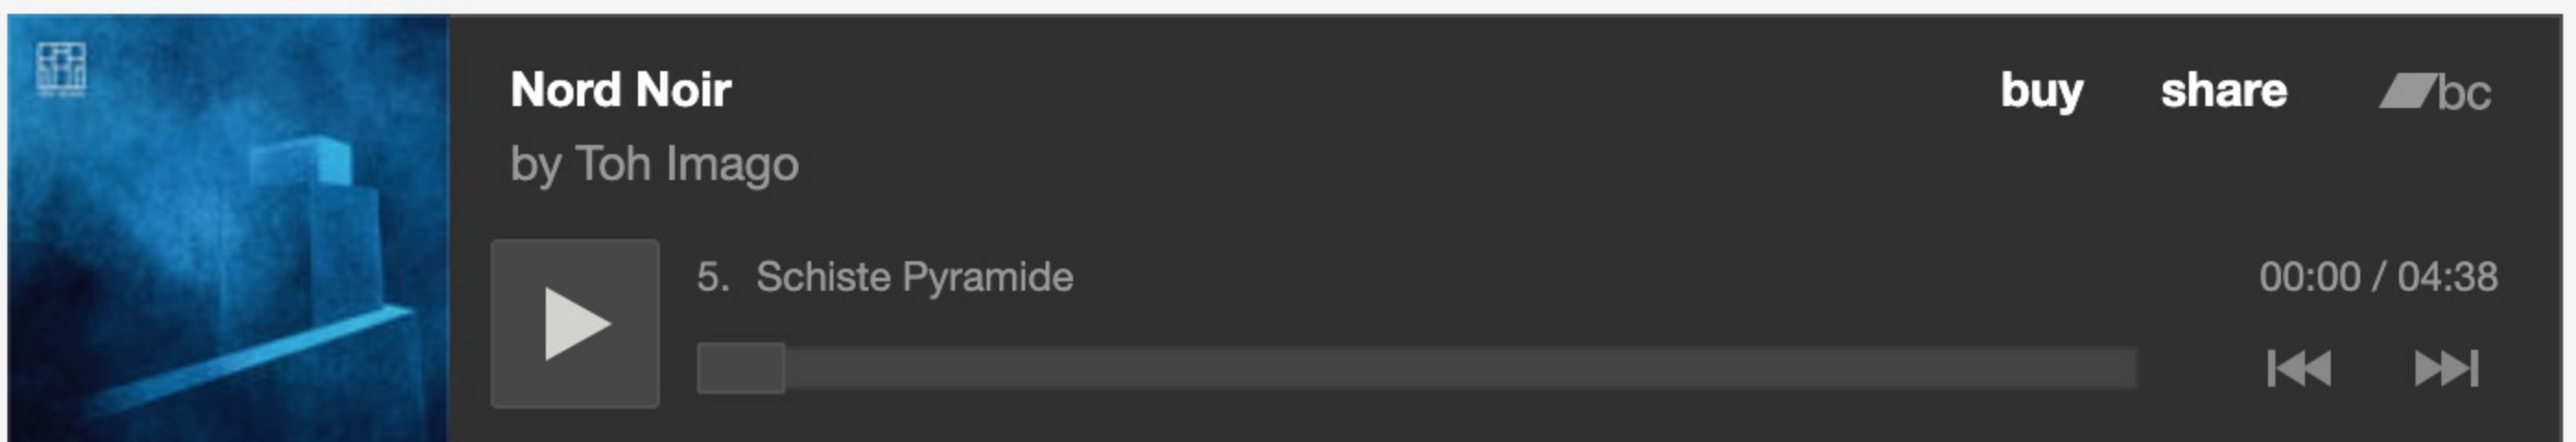 Nord Noir
by Toh Imago
buy share bc
5. Schiste Pyramide
00:00 / 04:38